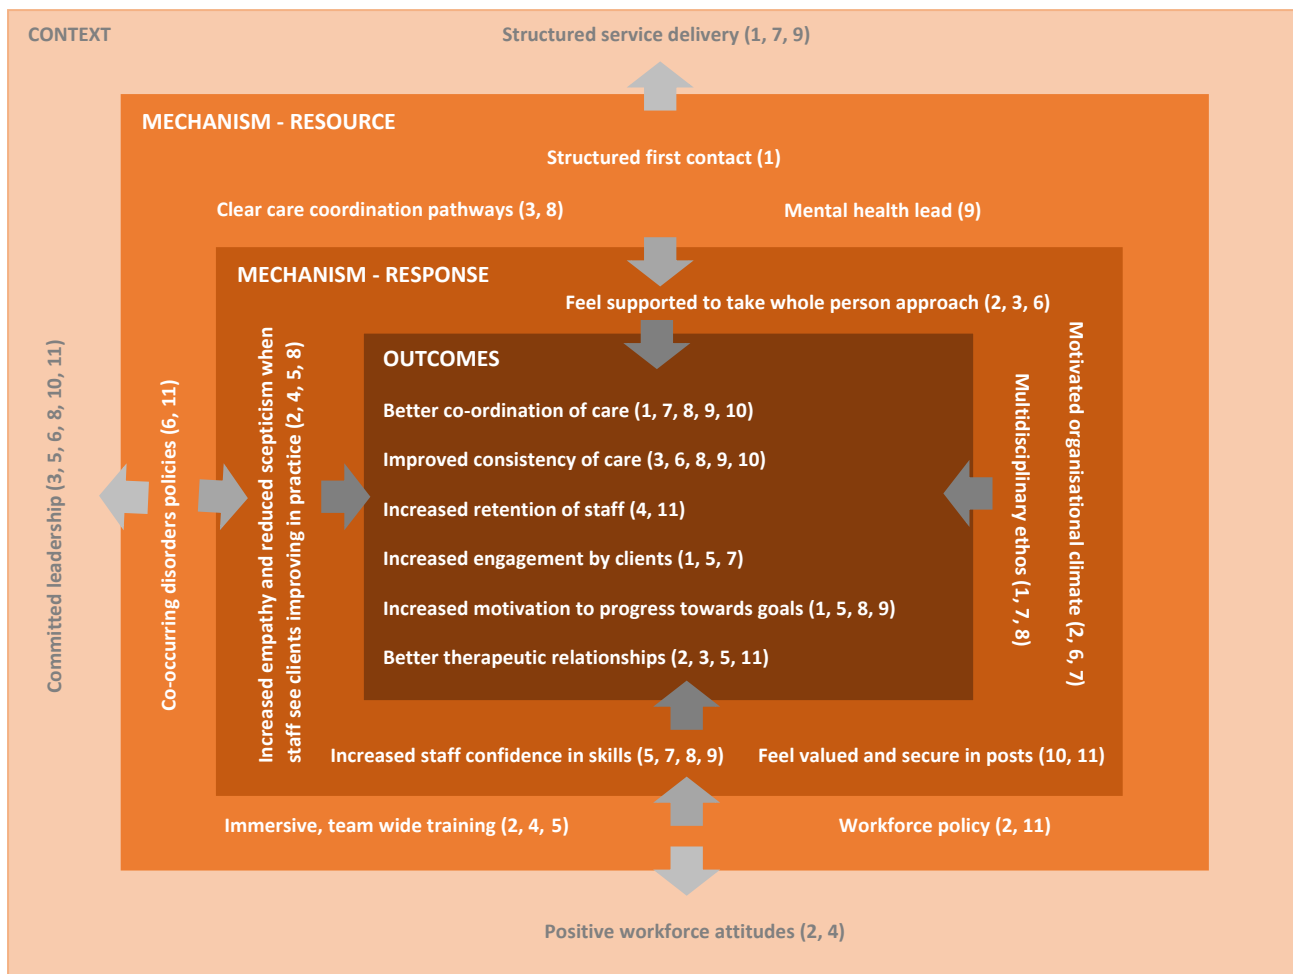 CONTEXT
Structured service delivery (1, 7, 9)
MECHANISM - RESOURCE
Structured first contact (1)
Clear care coordination pathways (3, 8)
Mental health lead (9)
MECHANISM - RESPONSE
Feel supported to take whole person approach (2, 3, 6)
Committed leadership (3, 5, 6, 8, 10, 11)
Co-occurring disorders policies (6, 11)
Increased empathy and reduced scepticism when
staff see clients improving in practice (2, 4, 5, 8)
OUTCOMES
Better co-ordination of care (1, 7, 8, 9, 10)
Improved consistency of care (3, 6, 8, 9, 10)
Increased retention of staff (4, 11)
Increased engagement by clients (1, 5, 7)
Increased motivation to progress towards goals (1, 5, 8, 9)
Better therapeutic relationships (2, 3, 5, 11)
Multidisciplinary ethos (1, 7, 8)
Motivated organisational climate (2, 6, 7)
Increased staff confidence in skills (5, 7, 8, 9)
Feel valued and secure in posts (10, 11)
Immersive, team wide training (2, 4, 5)
Workforce policy (2, 11)
Positive workforce attitudes (2, 4)